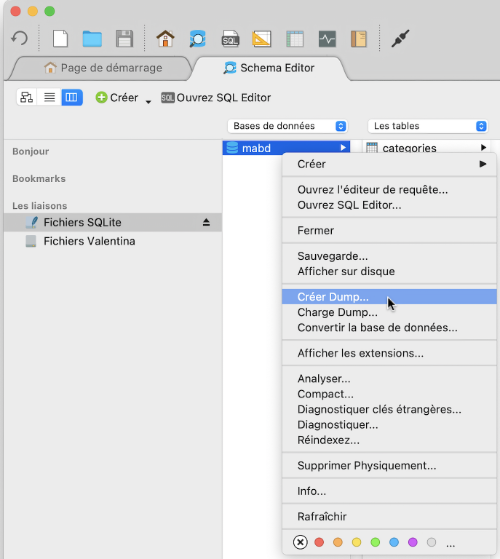 SQL
Page de démarrage
Schema Editor
Créer
SQL
Ouvrez SQL Editor
Bases de données
Les tables
Bonjour
mabd
categories
Créer
Bookmarks
Ouvrez l'éditeur de requête...
Les liaisons
Ouvrez SQL Editor...
Fichiers SQLite
Fermer
Fichiers Valentina
Sauvegarde...
Afficher sur disque
Créer Dump...
Charge Dump...
Convertir la base de données...
Afficher les extensions...
Analyser...
Compact...
Diagnostiquer clés étrangères...
Diagnostiquer...
Réindexez...
Supprimer Physiquement...
Info...
Rafraîchir
...